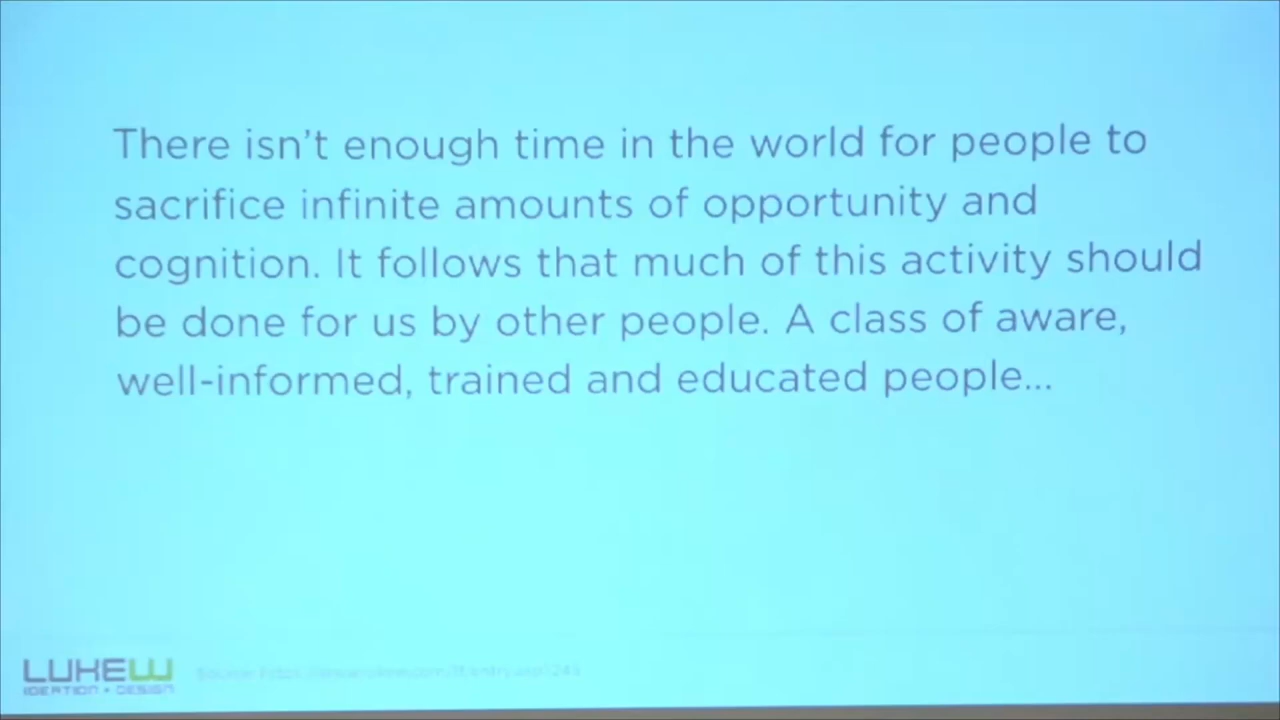 There isn't enough time in the world for people to
sacrifice infinite amounts of opportunity and
cognition. It follows that much of this activity should
be done for us by other people. A class of aware,
well-informed, trained and educated people...
LUKEW
IDEATION + DESIGN